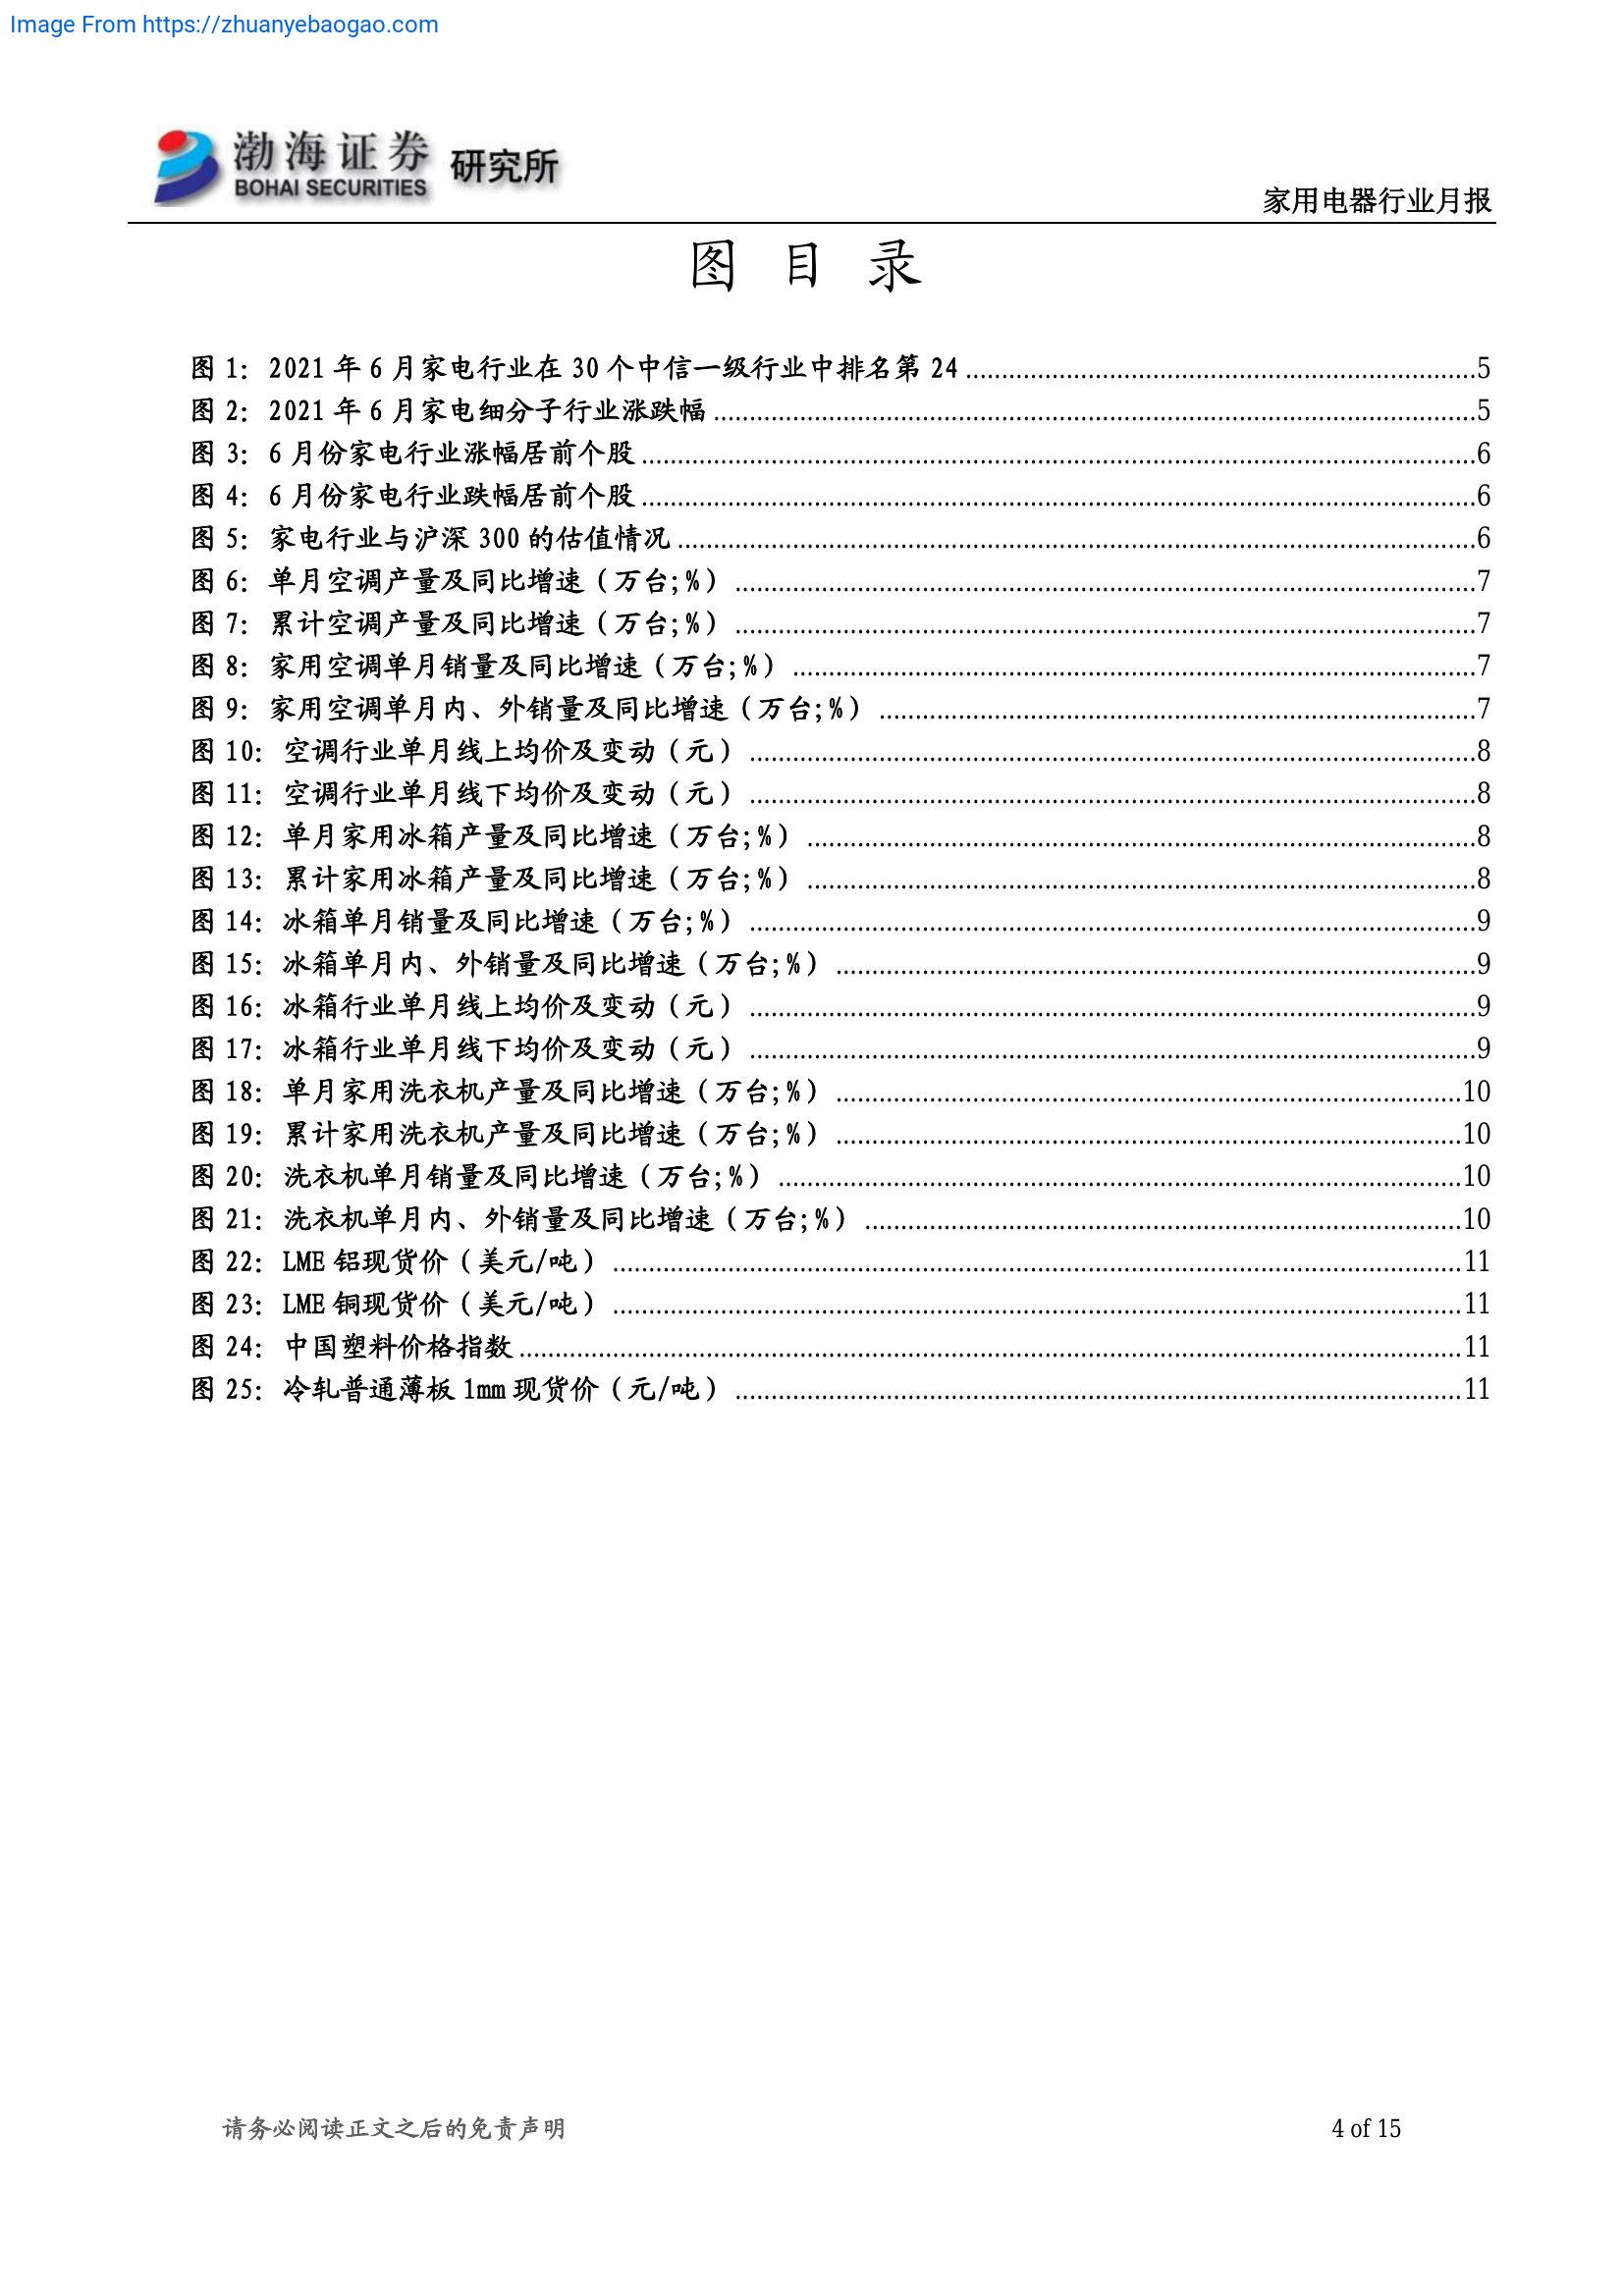 Image From https://zhuanyebaogao.com
渤海证券 研究所
BOHAI SECURITIES
家用电器行业月报
图 目 录
图 1：2021 年 6 月家电行业在 30 个中信一级行业中排名第 24 ........................................ 5
图 2：2021 年 6 月家电细分子行业涨跌幅 ........................................ 5
图 3：6 月份家电行业涨幅居前个股 ........................................ 6
图 4：6 月份家电行业跌幅居前个股 ........................................ 6
图 5：家电行业与沪深 300 的估值情况 ........................................ 6
图 6：单月空调产量及同比增速（万台;%） ........................................ 7
图 7：累计空调产量及同比增速（万台;%） ........................................ 7
图 8：家用空调单月销量及同比增速（万台;%） ........................................ 7
图 9：家用空调单月内、外销量及同比增速（万台;%） ........................................ 7
图 10：空调行业单月线上均价及变动（元） ........................................ 8
图 11：空调行业单月线下均价及变动（元） ........................................ 8
图 12：单月家用冰箱产量及同比增速（万台;%） ........................................ 8
图 13：累计家用冰箱产量及同比增速（万台;%） ........................................ 8
图 14：冰箱单月销量及同比增速（万台;%） ........................................ 9
图 15：冰箱单月内、外销量及同比增速（万台;%） ........................................ 9
图 16：冰箱行业单月线上均价及变动（元） ........................................ 9
图 17：冰箱行业单月线下均价及变动（元） ........................................ 9
图 18：单月家用洗衣机产量及同比增速（万台;%） ........................................ 10
图 19：累计家用洗衣机产量及同比增速（万台;%） ........................................ 10
图 20：洗衣机单月销量及同比增速（万台;%） ........................................ 10
图 21：洗衣机单月内、外销量及同比增速（万台;%） ........................................ 10
图 22：LME 铝现货价（美元/吨） ........................................ 11
图 23：LME 铜现货价（美元/吨） ........................................ 11
图 24：中国塑料价格指数 ........................................ 11
图 25：冷轧普通薄板 1mm 现货价（元/吨） ........................................ 11
请务必阅读正文之后的免责声明
4 of 15